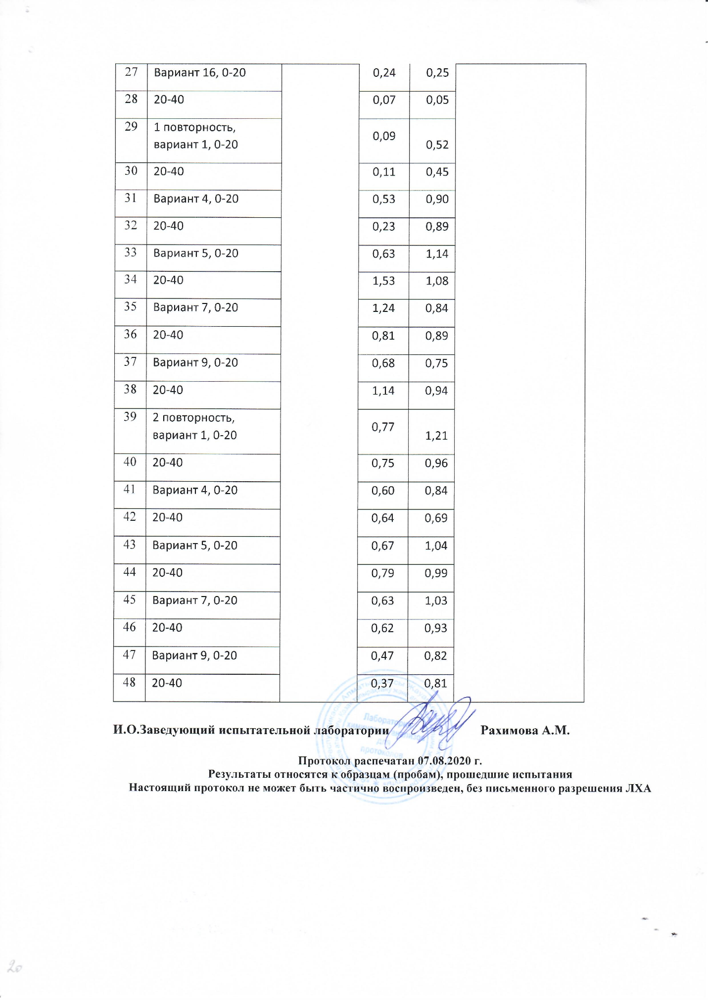 27 Вариант 16, 0-20 0,24 0,25
28 20-40 0,07 0,05
29 1 повторность,
вариант 1, 0-20 0,09 0,52
30 20-40 0,11 0,45
31 Вариант 4, 0-20 0,53 0,90
32 20-40 0,23 0,89
33 Вариант 5, 0-20 0,63 1,14
34 20-40 1,53 1,08
35 Вариант 7, 0-20 1,24 0,84
36 20-40 0,81 0,89
37 Вариант 9, 0-20 0,68 0,75
38 20-40 1,14 0,94
39 2 повторность,
вариант 1, 0-20 0,77 1,21
40 20-40 0,75 0,96
41 Вариант 4, 0-20 0,60 0,84
42 20-40 0,64 0,69
43 Вариант 5, 0-20 0,67 1,04
44 20-40 0,79 0,99
45 Вариант 7, 0-20 0,63 1,03
46 20-40 0,62 0,93
47 Вариант 9, 0-20 0,47 0,82
48 20-40 0,37 0,81
И.О.Заведующий испытательной лаборатории Рахимова А.М.
для
протоколов
Протокол распечатан 07.08.2020 г.
Результаты относятся к образцам (пробам), прошедшие испытания
Настоящий протокол не может быть частично воспроизведен, без письменного разрешения ЛХА
20